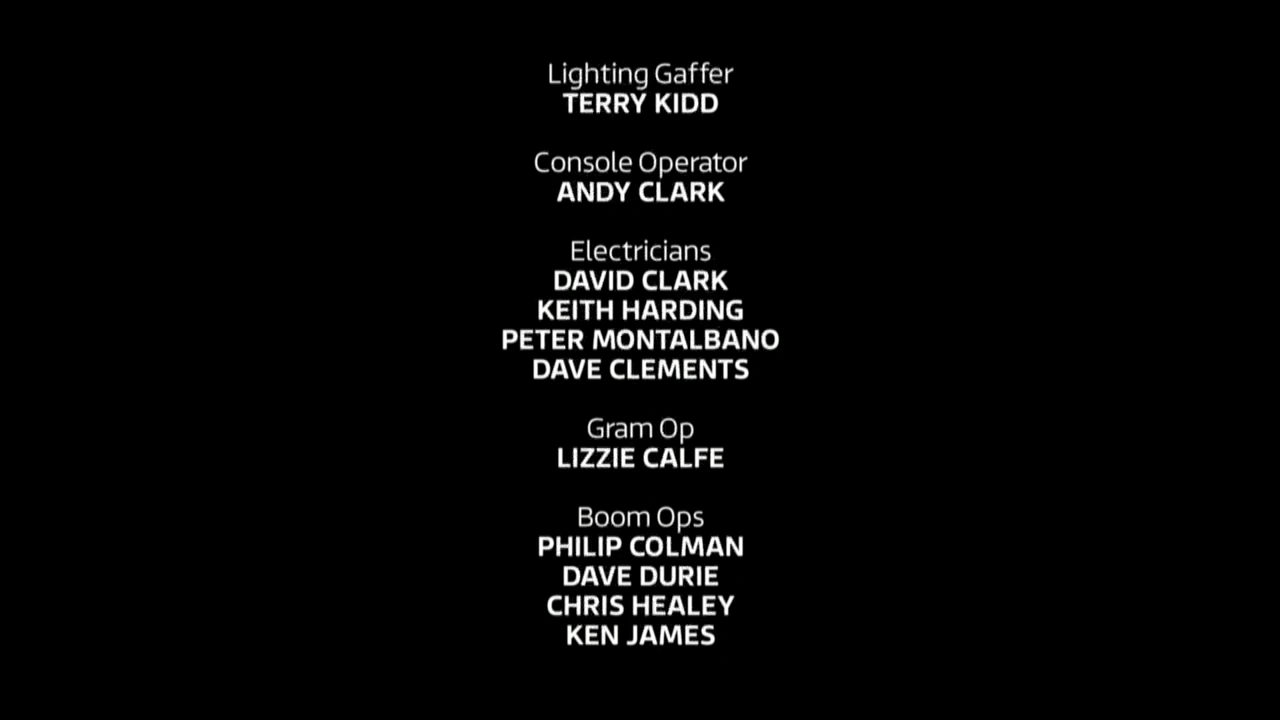 Lighting Gaffer
TERRY KIDD
Console Operator
ANDY CLARK
Electricians
DAVID CLARK
KEITH HARDING
PETER MONTALBANO
DAVE CLEMENTS
Gram Op
LIZZIE CALFE
Boom Ops
PHILIP COLMAN
DAVE DURIE
CHRIS HEALEY
KEN JAMES